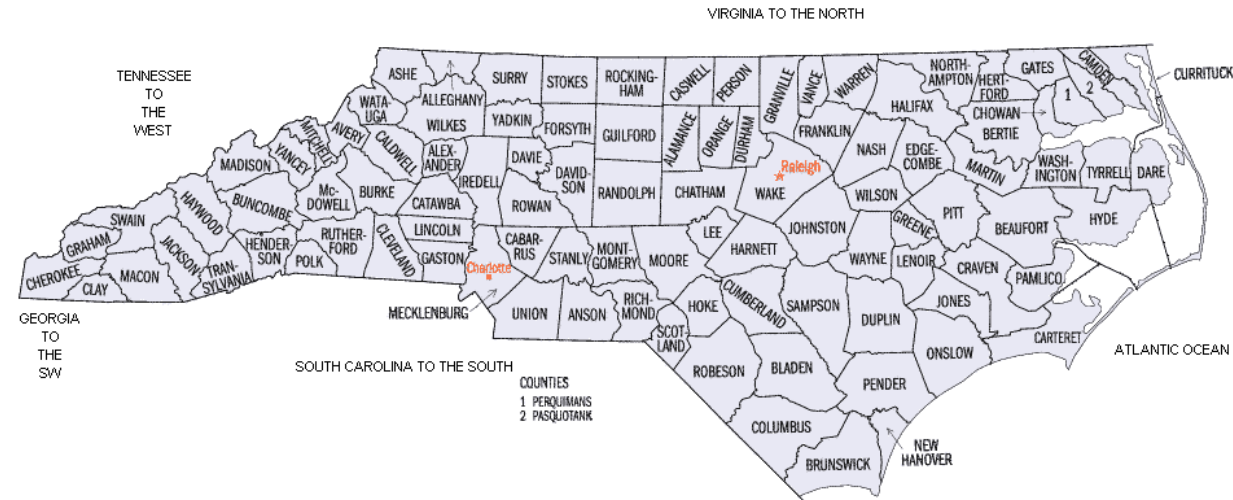 VIRGINIA TO THE NORTH
TENNESSEE
TO
THE
WEST
ASHE
ALLEGHANY
SURRY
STOKES
ROCKING-
HAM
CASWELL
PERSON
GRANVILLE
VANCE
WARREN
NORTH-
AMPTON
HERT-
FORD
GATES
CAMDEN
CURRITUCK
WATA-
UGA
WILKES
YADKIN
FORSYTH
GUILFORD
ALAMANCE
ORANGE
DURHAM
FRANKLIN
HALIFAX
CHOWAN
1
2
BERTIE
MITCHELL
AVERY
CALDWELL
ALEX-
ANDER
IREDELL
DAVIE
DAVID-
SON
RANDOLPH
CHATHAM
Raleigh
WAKE
NASH
EDGE-
COMBE
MARTIN
WASH-
INGTON
TYRRELL
DARE
MADISON
YANCEY
Mc-
DOWELL
BURKE
CATAWBA
ROWAN
WILSON
PITT
BEAUFORT
HYDE
SWAIN
HAYWOOD
BUNCOMBE
RUTHER-
FORD
CLEVELAND
LINCOLN
CABAR-
RUS
STANLY
MONT-
GOMERY
MOORE
LEE
HARNETT
JOHNSTON
GREENE
WAYNE
LENOIR
CRAVEN
PAMLICO
GRAHAM
CHEROKEE
CLAY
MACON
JACKSON
TRAN-
SYLVANIA
HENDER-
SON
POLK
GASTON
Charlotte
MECKLENBURG
UNION
ANSON
RICH-
MOND
SCOT-
LAND
HOKE
CUMBERLAND
SAMPSON
DUPLIN
JONES
ONSLOW
CARTERET
GEORGIA
TO
THE
SW
SOUTH CAROLINA TO THE SOUTH
ATLANTIC OCEAN
ROBESON
BLADEN
PENDER
COUNTIES
1 PERQUIMANS
2 PASQUOTANK
COLUMBUS
BRUNSWICK
NEW
HANOVER